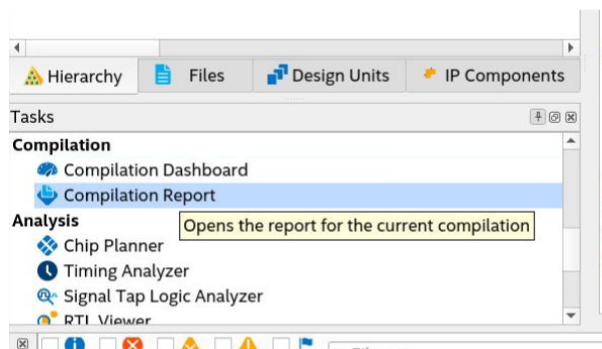 Hierarchy Files Design Units IP Components
Tasks
Compilation
Compilation Dashboard
Compilation Report
Analysis
Opens the report for the current compilation
Chip Planner
Timing Analyzer
Signal Tap Logic Analyzer
RTL Viewer